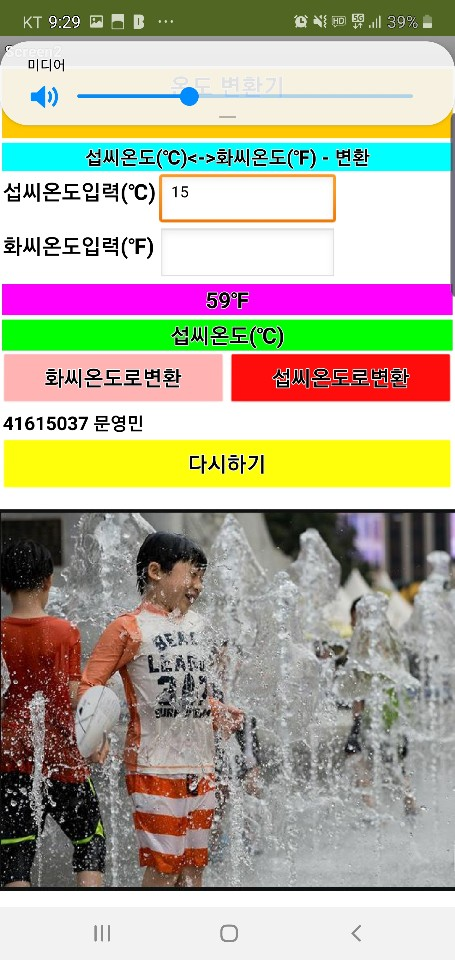 KT 9:29 B ··· HD 5G 39%
Screen2
미디어
온도 변환기
섭씨온도(℃)<->화씨온도(℉) - 변환
섭씨온도입력(℃) 15
화씨온도입력(℉)
59℉
섭씨온도(℃)
화씨온도로변환 섭씨온도로변환
41615037 문영민
다시하기